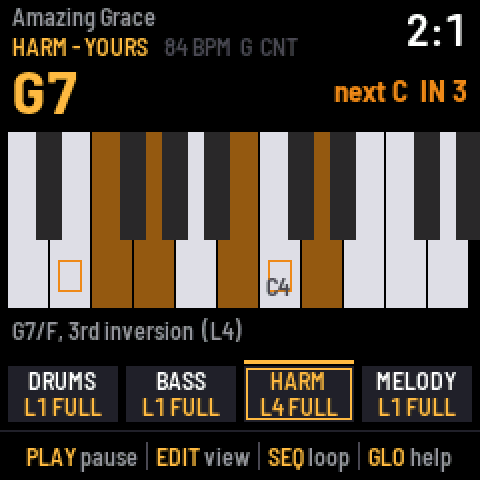 Amazing Grace
2:1
HARM - YOURS 84 BPM G CNT
G7
next C IN 3
C4
G7/F, 3rd inversion (L4)
DRUMS BASS HARM MELODY
L1 FULL L1 FULL L4 FULL L1 FULL
PLAY pause EDIT view SEQ loop GLO help